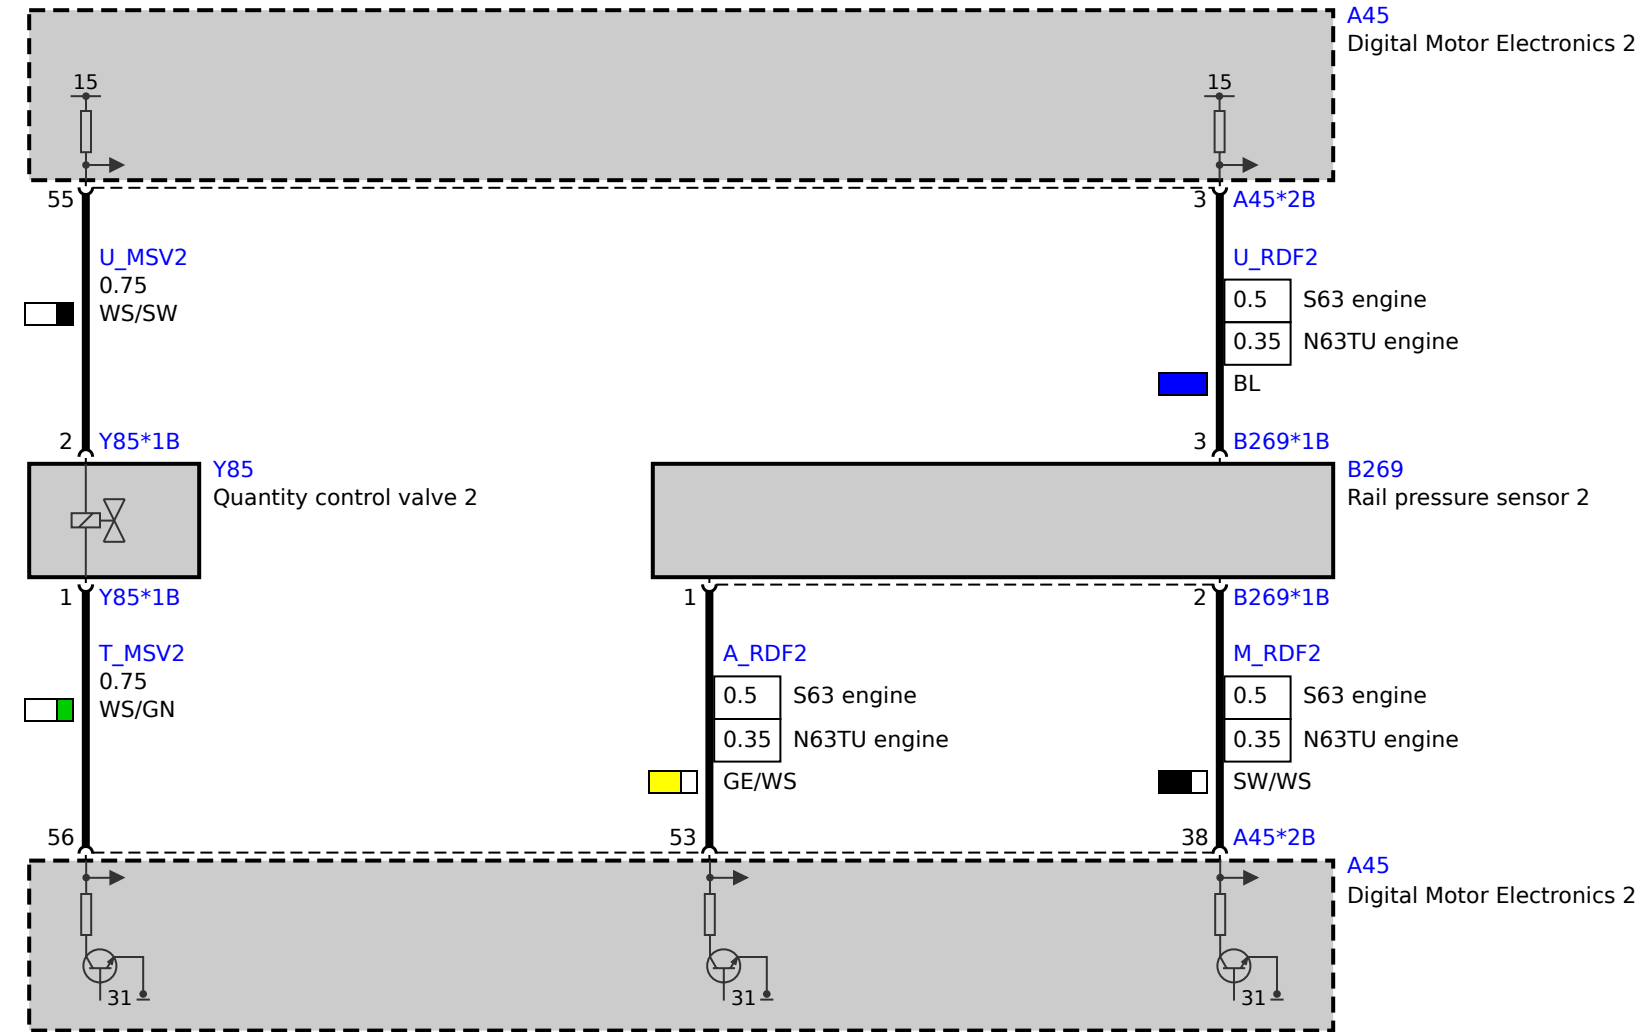 A45
Digital Motor Electronics 2
15
15
55
3
A45*2B
U_MSV2
0.75
WS/SW
U_RDF2
0.5
S63 engine
0.35
N63TU engine
BL
2
Y85*1B
3
B269*1B
Y85
Quantity control valve 2
B269
Rail pressure sensor 2
1
Y85*1B
1
2
B269*1B
T_MSV2
0.75
WS/GN
A_RDF2
0.5
S63 engine
0.35
N63TU engine
GE/WS
M_RDF2
0.5
S63 engine
0.35
N63TU engine
SW/WS
56
53
38
A45*2B
A45
Digital Motor Electronics 2
31
31
31